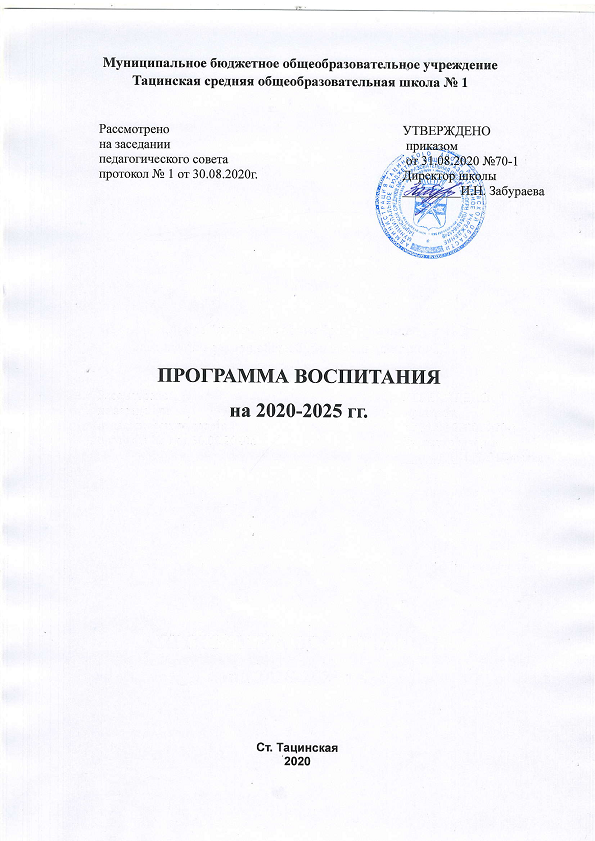 Муниципальное бюджетное общеобразовательное учреждение
Тацинская средняя общеобразовательная школа № 1
Рассмотрено
на заседании
педагогического совета
протокол № 1 от 30.08.2020г.
УТВЕРЖДЕНО
приказом
от 31.08.2020 №70-1
Директор школы
И.Н. Забураева
ПРОГРАММА ВОСПИТАНИЯ
на 2020-2025 гг.
Ст. Тацинская
2020